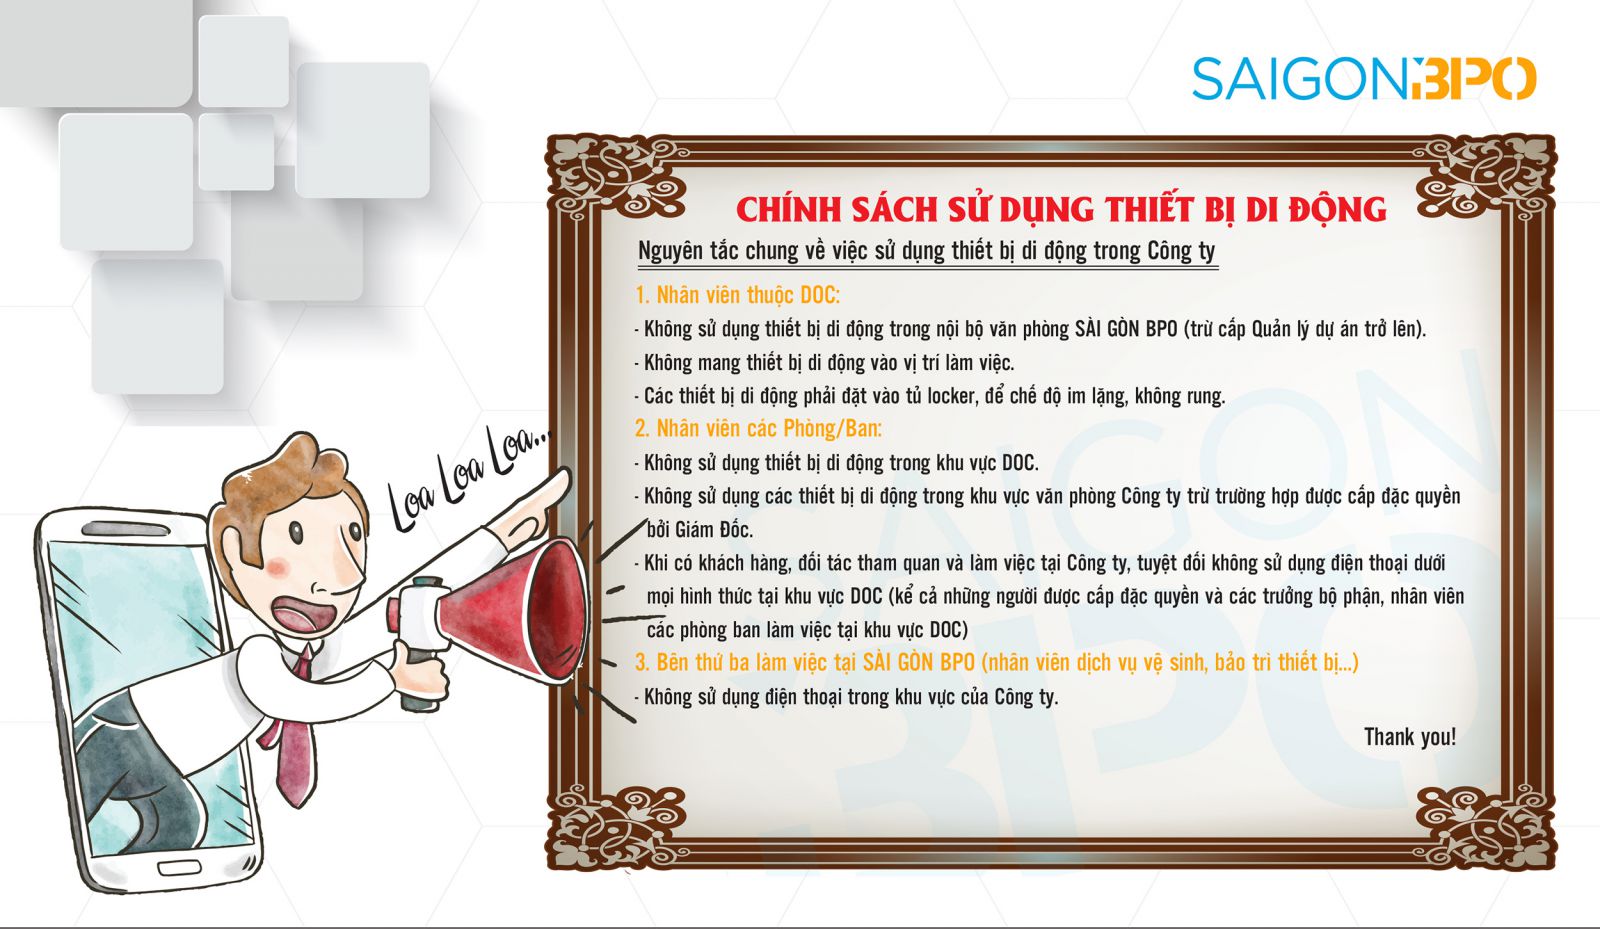 SAIGON BPO
CHÍNH SÁCH SỬ DỤNG THIẾT BỊ DI ĐỘNG
Nguyên tắc chung về việc sử dụng thiết bị di động trong Công ty
1. Nhân viên thuộc DOC:
- Không sử dụng thiết bị di động trong nội bộ văn phòng SÀI GÒN BPO (trừ cấp Quản lý dự án trở lên).
- Không mang thiết bị di động vào vị trí làm việc.
- Các thiết bị di động phải đặt vào tủ locker, để chế độ im lặng, không rung.
2. Nhân viên các Phòng/Ban:
- Không sử dụng thiết bị di động trong khu vực DOC.
- Không sử dụng các thiết bị di động trong khu vực văn phòng Công ty trừ trường hợp được cấp đặc quyền
bởi Giám Đốc.
- Khi có khách hàng, đối tác tham quan và làm việc tại Công ty, tuyệt đối không sử dụng điện thoại dưới
mọi hình thức tại khu vực DOC (kể cả những người được cấp đặc quyền và các trưởng bộ phận, nhân viên
các phòng ban làm việc tại khu vực DOC)
3. Bên thứ ba làm việc tại SÀI GÒN BPO (nhân viên dịch vụ vệ sinh, bảo trì thiết bị...)
- Không sử dụng điện thoại trong khu vực của Công ty.
Thank you!
Loa Loa Loa...
SAIGON
BPO